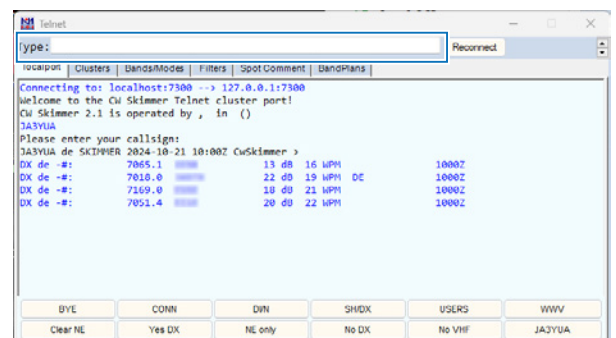 Telnet
Type:
Reconnect
localport Clusters Bands/Modes Filters Spot Comment BandPlans
Connecting to: localhost:7300 --> 127.0.0.1:7300
Welcome to the CW Skimmer Telnet cluster port!
CW Skimmer 2.1 is operated by , in ()
JA3YUA
Please enter your callsign:
JA3YUA de SKIMMER 2024-10-21 10:00Z CwSkimmer >
DX de -#: 7065.1 13 dB 16 WPM 1000Z
DX de -#: 7018.0 22 dB 19 WPM DE 1000Z
DX de -#: 7169.0 18 dB 21 WPM 1000Z
DX de -#: 7051.4 20 dB 22 WPM 1000Z
BYE CONN DI/N SH/DX USERS WWV
Clear NE Yes DX NE only No DX No VHF JA3YUA